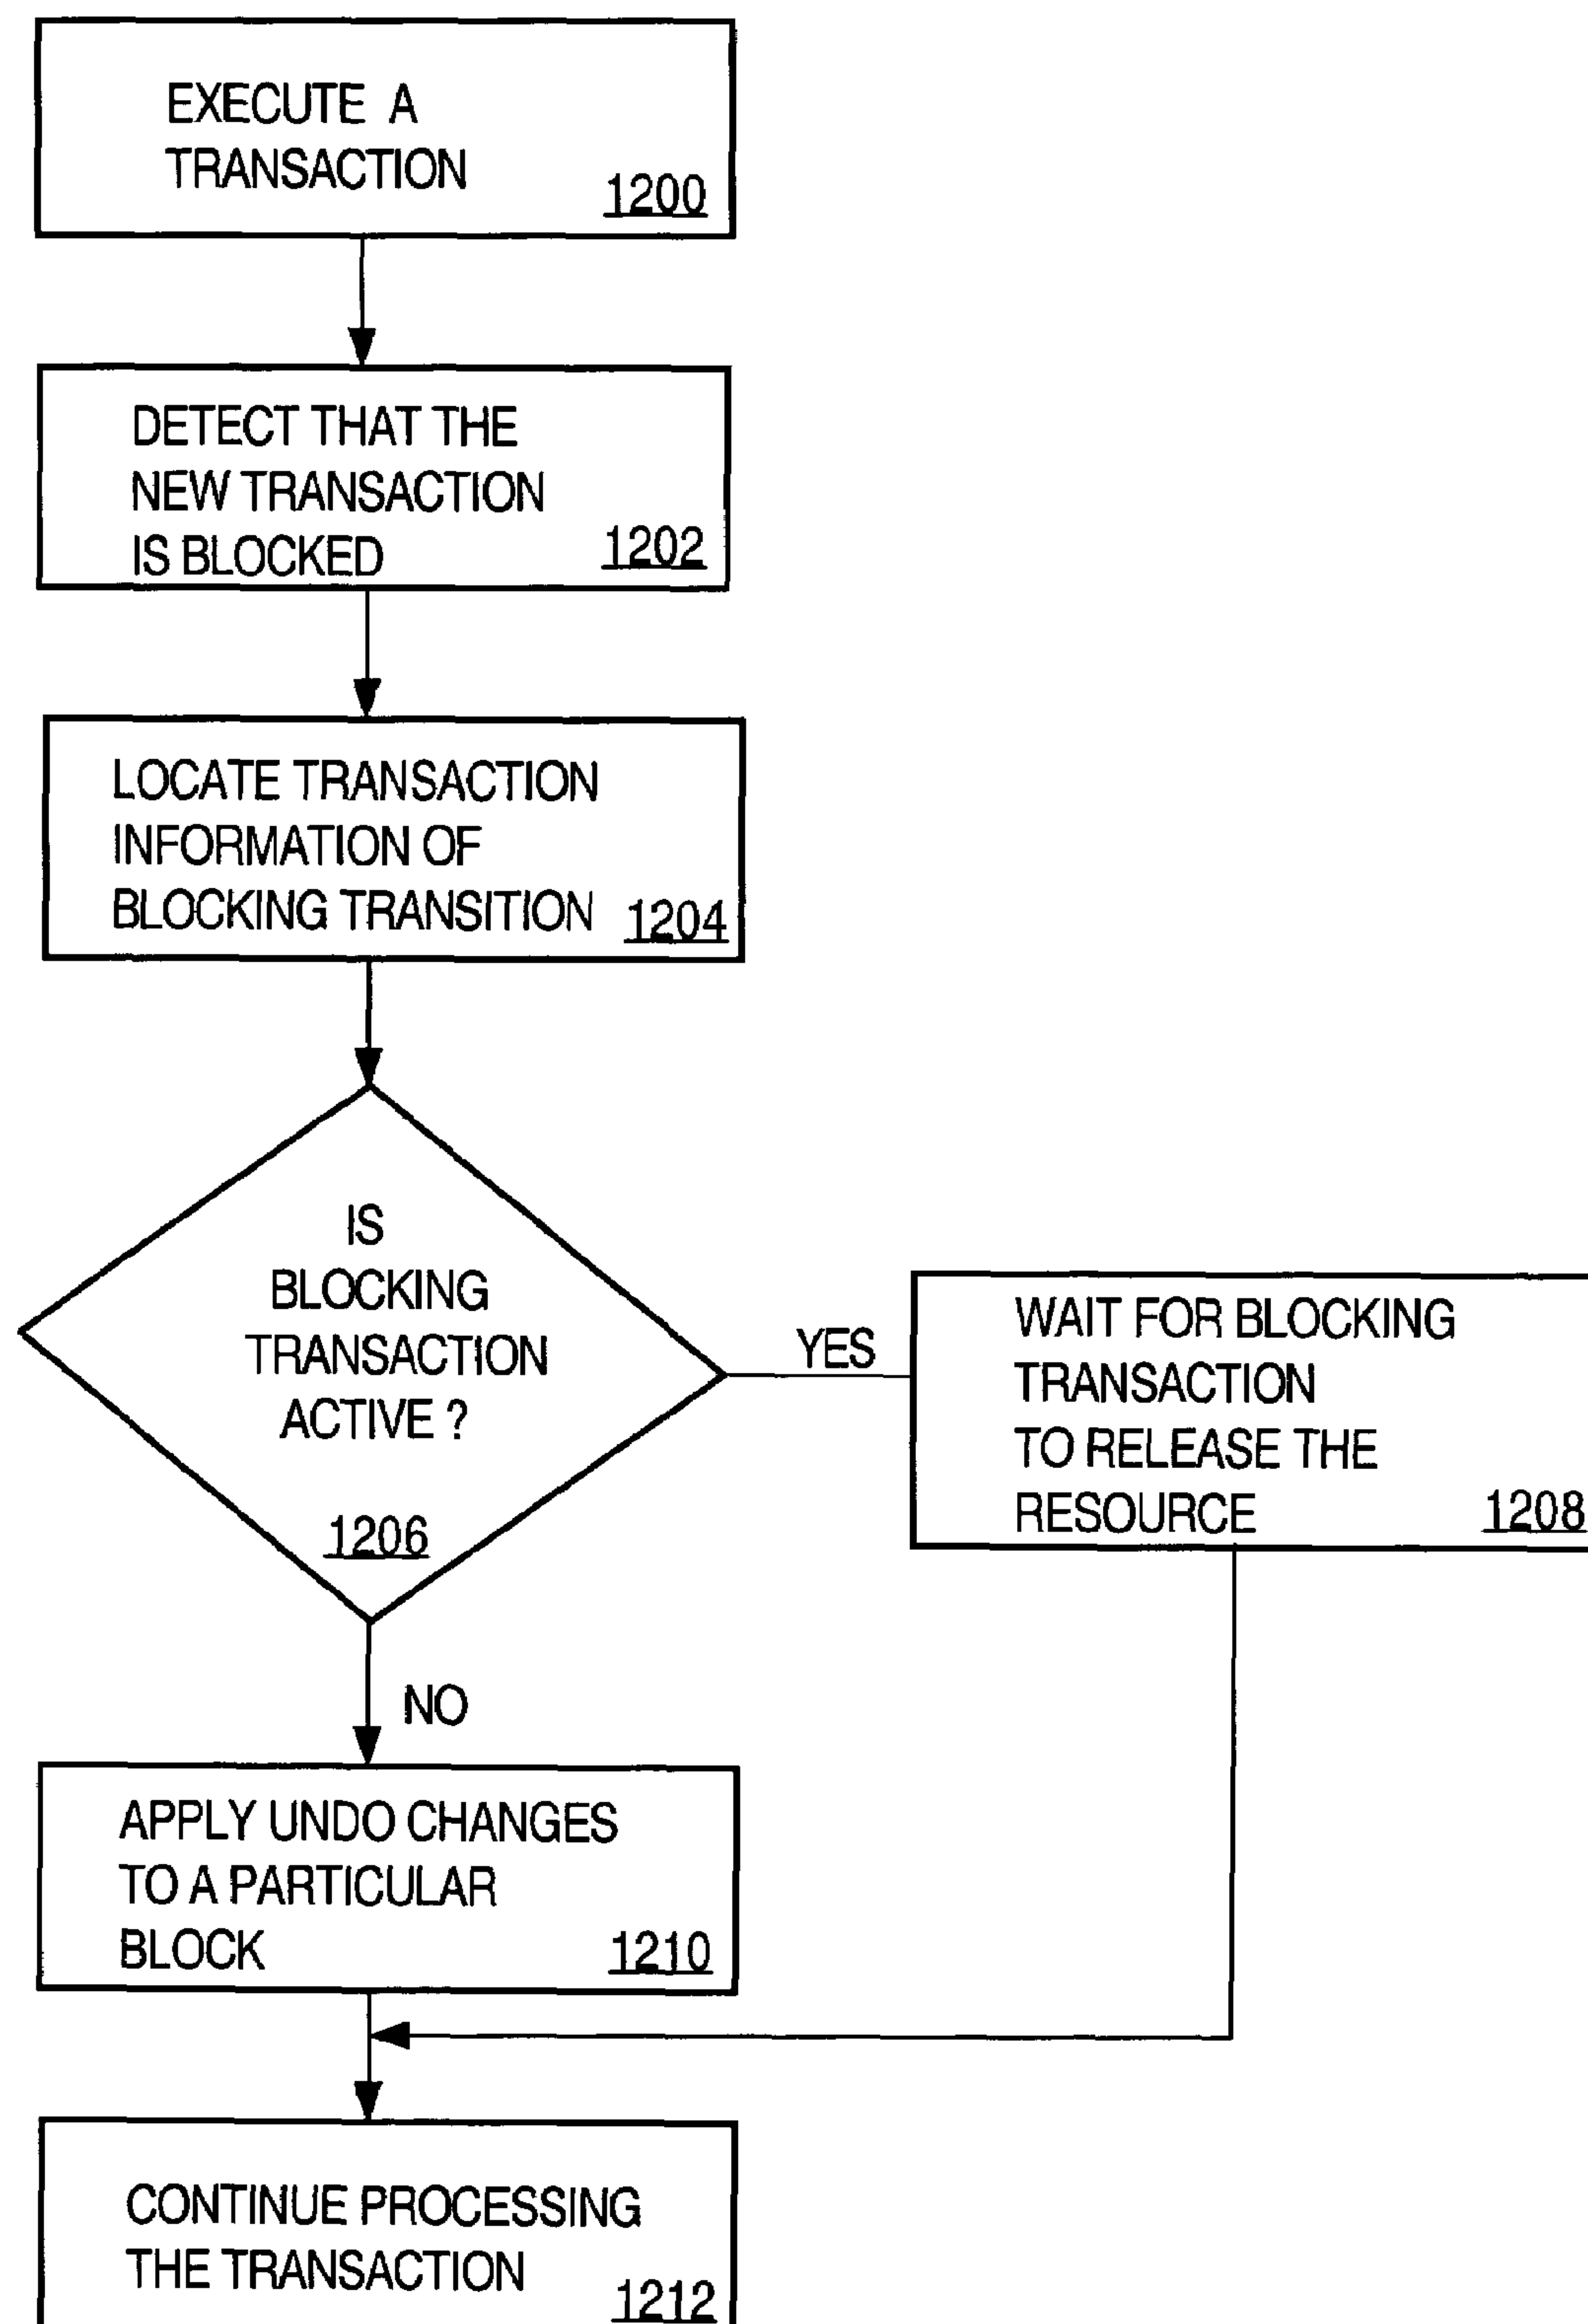 EXECUTE A
TRANSACTION
1200
DETECT THAT THE
NEW TRANSACTION
IS BLOCKED
1202
LOCATE TRANSACTION
INFORMATION OF
BLOCKING TRANSITION
1204
IS
BLOCKING
TRANSACTION
ACTIVE ?
1206
YES
WAIT FOR BLOCKING
TRANSACTION
TO RELEASE THE
RESOURCE
1208
NO
APPLY UNDO CHANGES
TO A PARTICULAR
BLOCK
1210
CONTINUE PROCESSING
THE TRANSACTION
1212